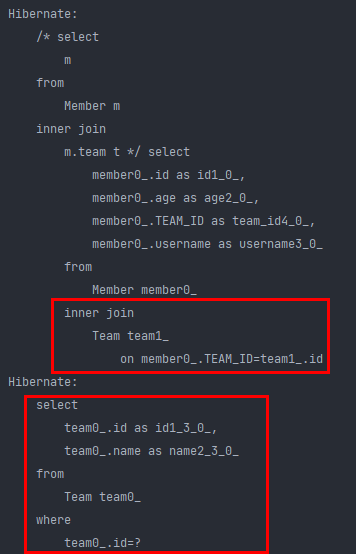 Hibernate:
/* select
m
from
Member m
inner join
m.team t */ select
member0_.id as id1_0_,
member0_.age as age2_0_,
member0_.TEAM_ID as team_id4_0_,
member0_.username as username3_0_
from
Member member0_
inner join
Team team1_
on member0_.TEAM_ID=team1_.id
Hibernate:
select
team0_.id as id1_3_0_,
team0_.name as name2_3_0_
from
Team team0_
where
team0_.id=?